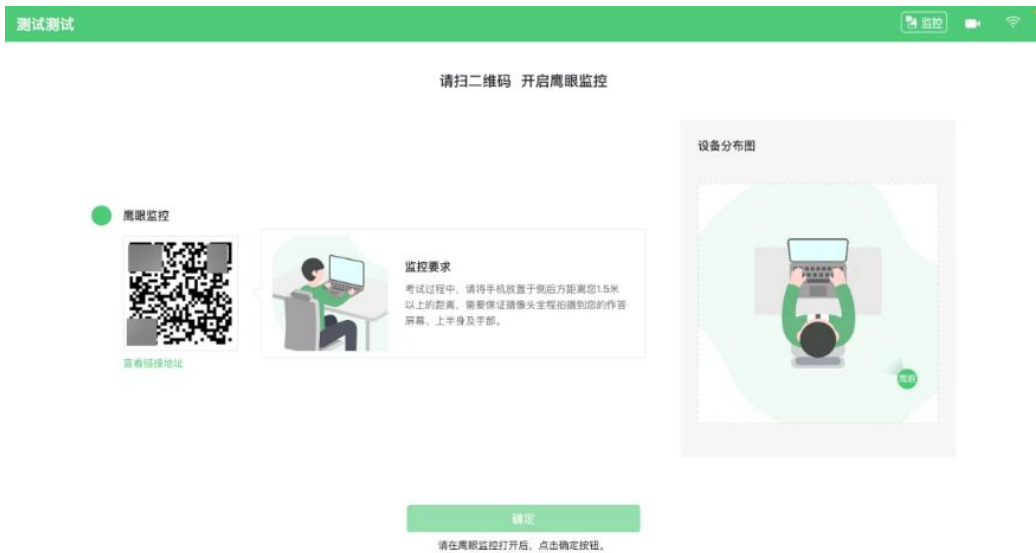 测试测试
监控
请扫二维码 开启鹰眼监控
设备分布图
鹰眼监控
监控要求
考试过程中，请将手机放置于侧后方距离您1.5米
以上的距离，需要保证摄像头全程拍摄到您的作答
屏幕、上半身及手部。
查看链接地址
鹰眼
确定
请在鹰眼监控打开后，点击确定按钮。